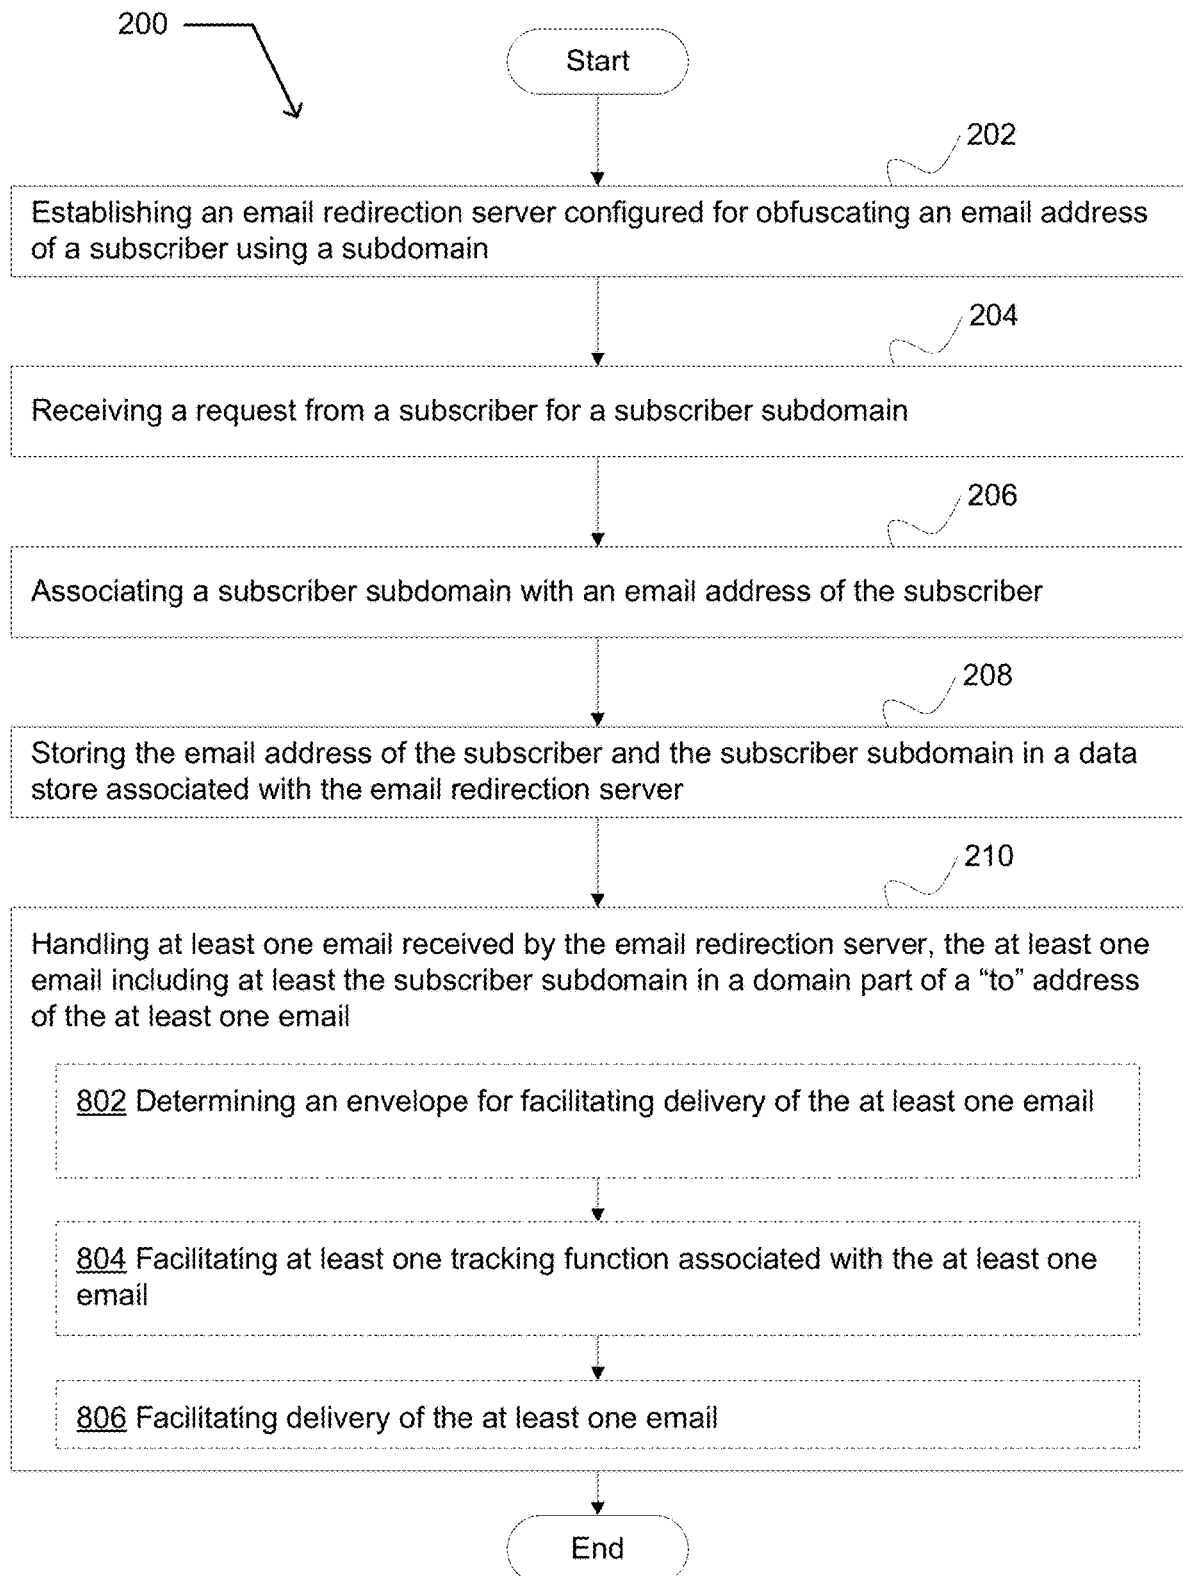 200
Start
202
Establishing an email redirection server configured for obfuscating an email address
of a subscriber using a subdomain
204
Receiving a request from a subscriber for a subscriber subdomain
206
Associating a subscriber subdomain with an email address of the subscriber
208
Storing the email address of the subscriber and the subscriber subdomain in a data
store associated with the email redirection server
210
Handling at least one email received by the email redirection server, the at least one
email including at least the subscriber subdomain in a domain part of a “to” address
of the at least one email
802 Determining an envelope for facilitating delivery of the at least one email
804 Facilitating at least one tracking function associated with the at least one
email
806 Facilitating delivery of the at least one email
End